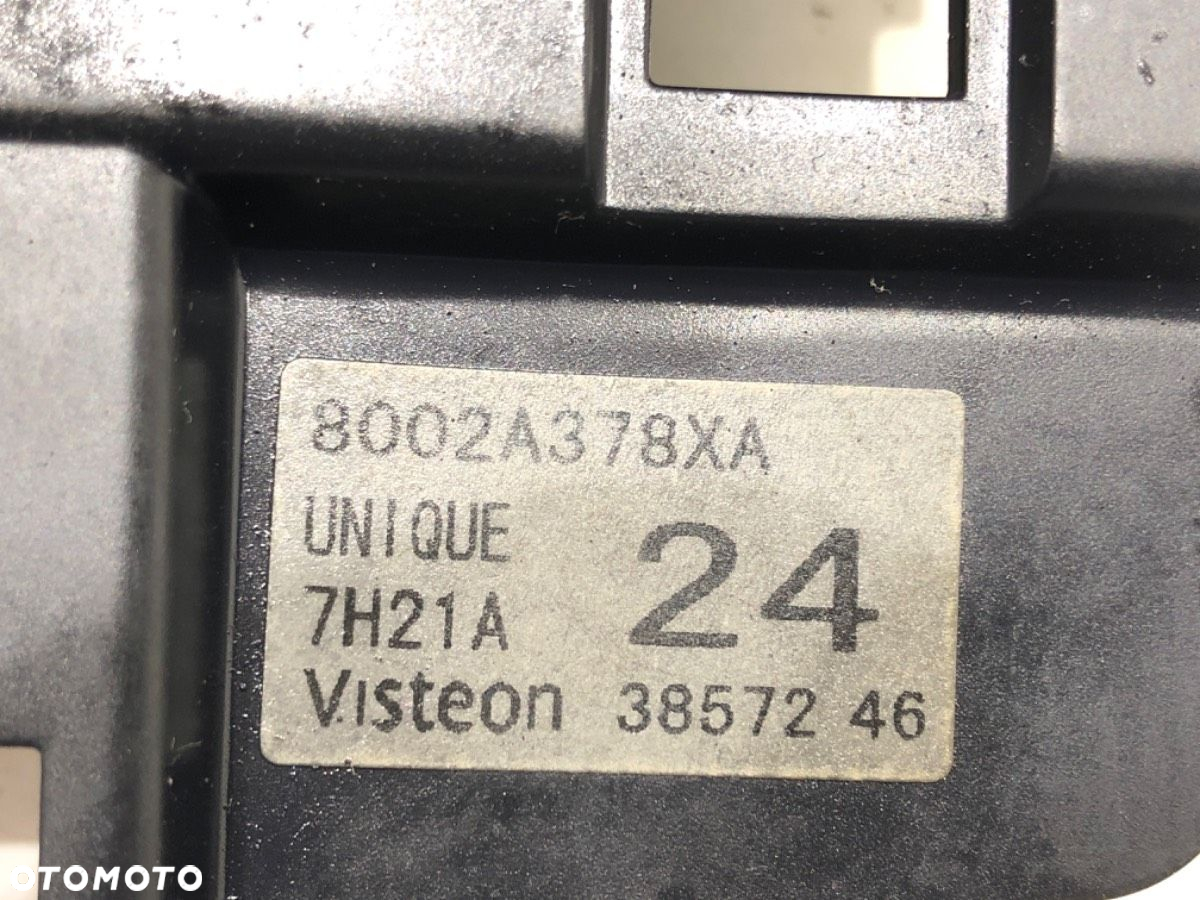 8002A378XA
UNIQUE
7H21A
24
Visteon 38572 46
OTOMOTO